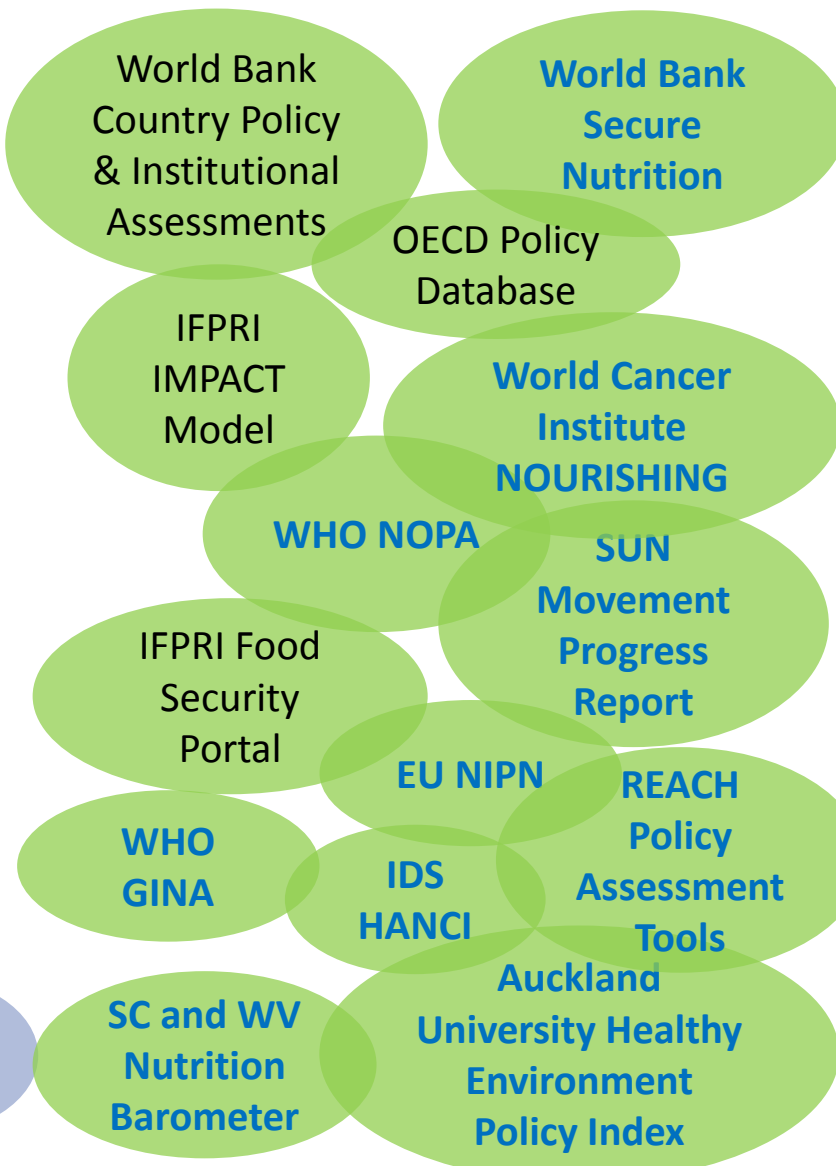 World Bank
Country Policy
& Institutional
Assessments
World Bank
Secure
Nutrition
OECD Policy
Database
IFPRI
IMPACT
Model
World Cancer
Institute
NOURISHING
WHO NOPA
SUN
Movement
Progress
Report
IFPRI Food
Security
Portal
EU NIPN
REACH
Policy
Assessment
Tools
WHO
GINA
IDS
HANCI
SC and WV
Nutrition
Barometer
Auckland
University Healthy
Environment
Policy Index